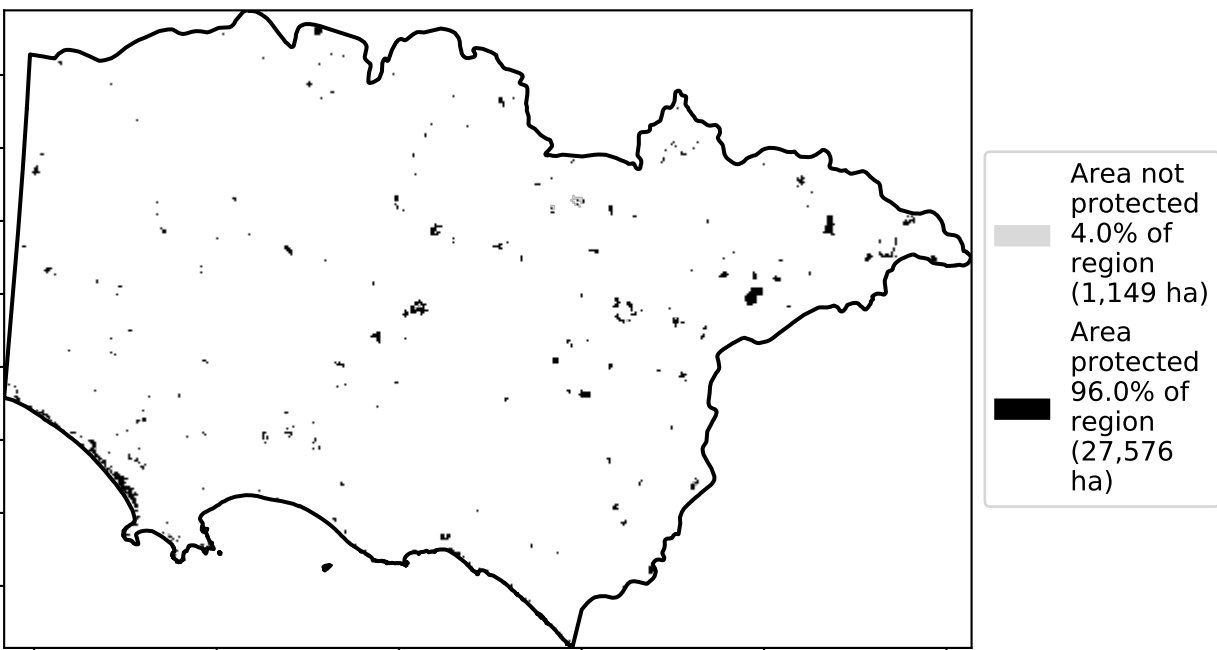 Area not
protected
4.0% of
region
(1,149 ha)
Area
protected
96.0% of
region
(27,576
ha)